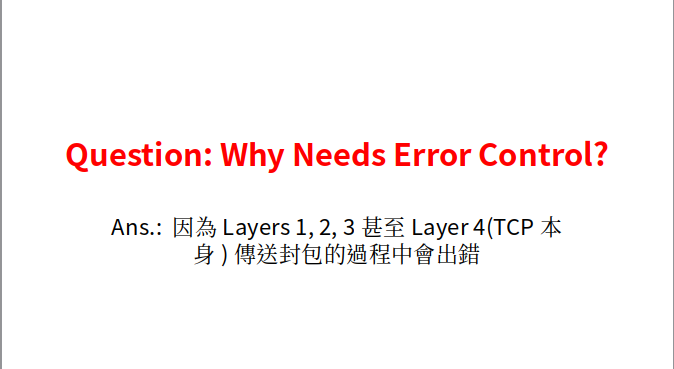 Question: Why Needs Error Control?
Ans.: 因為 Layers 1, 2, 3 甚至 Layer 4(TCP 本
身 ) 傳送封包的過程中會出錯